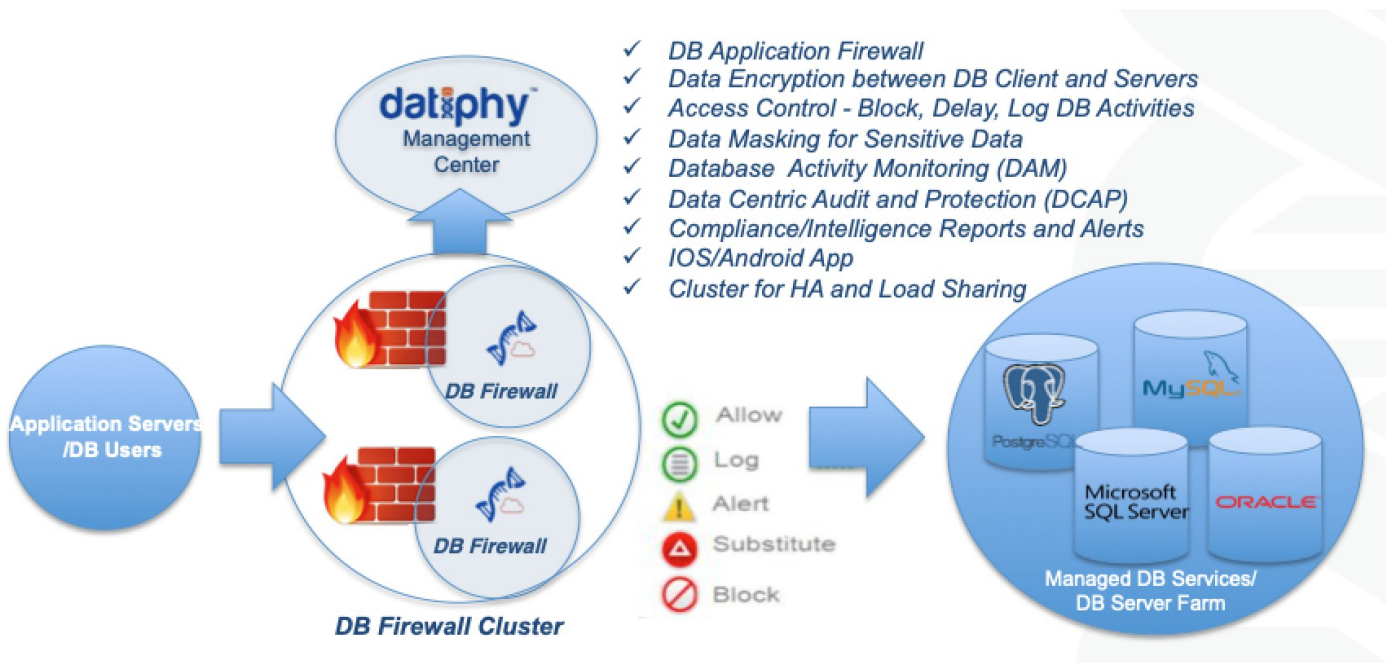 datiphy™
Management
Center
✓ DB Application Firewall
✓ Data Encryption between DB Client and Servers
✓ Access Control - Block, Delay, Log DB Activities
✓ Data Masking for Sensitive Data
✓ Database Activity Monitoring (DAM)
✓ Data Centric Audit and Protection (DCAP)
✓ Compliance/Intelligence Reports and Alerts
✓ IOS/Android App
✓ Cluster for HA and Load Sharing
Application Servers
/DB Users
DB Firewall
DB Firewall
DB Firewall Cluster
Allow
Log
Alert
Substitute
Block
PostgreSQL
MySQL
Microsoft
SQL Server
ORACLE
Managed DB Services/
DB Server Farm